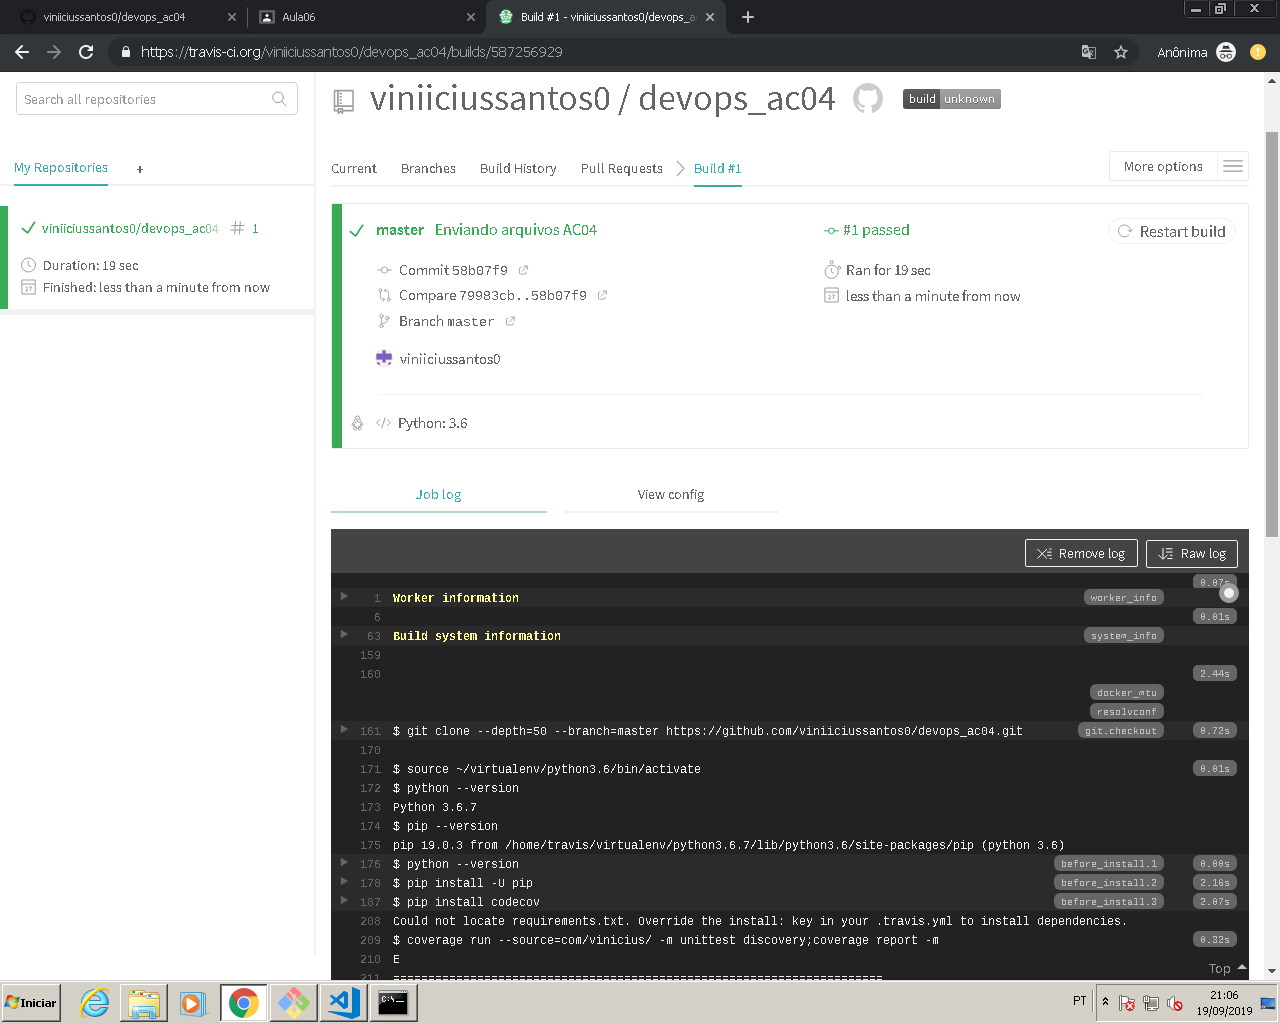 viniiciussantos0/devops_ac04
Aula06
Build #1 - viniiciussantos0/devops_a
https://travis-ci.org/viniiciussantos0/devops_ac04/builds/587256929
Anônima
Search all repositories
viniiciussantos0 / devops_ac04
build unknown
My Repositories +
Current Branches Build History Pull Requests Build #1
More options
viniiciussantos0/devops_ac04 # 1
Duration: 19 sec
Finished: less than a minute from now
master Enviando arquivos AC04
#1 passed
Restart build
Commit 58b07f9
Ran for 19 sec
Compare 79983cb..58b07f9
less than a minute from now
Branch master
viniiciussantos0
Python: 3.6
Job log
View config
Remove log
Raw log
0.07s
1 Worker information worker_info
6 0.01s
63 Build system information system_info
159
160 2.44s
docker_mtu
resolvconf
161 $ git clone --depth=50 --branch=master https://github.com/viniiciussantos0/devops_ac04.git git.checkout 0.72s
170
171 $ source ~/virtualenv/python3.6/bin/activate 0.01s
172 $ python --version
173 Python 3.6.7
174 $ pip --version
175 pip 19.0.3 from /home/travis/virtualenv/python3.6.7/lib/python3.6/site-packages/pip (python 3.6)
176 $ python --version before_install.1 0.00s
178 $ pip install -U pip before_install.2 2.16s
187 $ pip install codecov before_install.3 2.07s
208 Could not locate requirements.txt. Override the install: key in your .travis.yml to install dependencies.
209 $ coverage run --source=com/vinicius/ -m unittest discovery;coverage report -m 0.32s
210 E
211 ======================================================================
Top
Iniciar
PT
21:06
19/09/2019